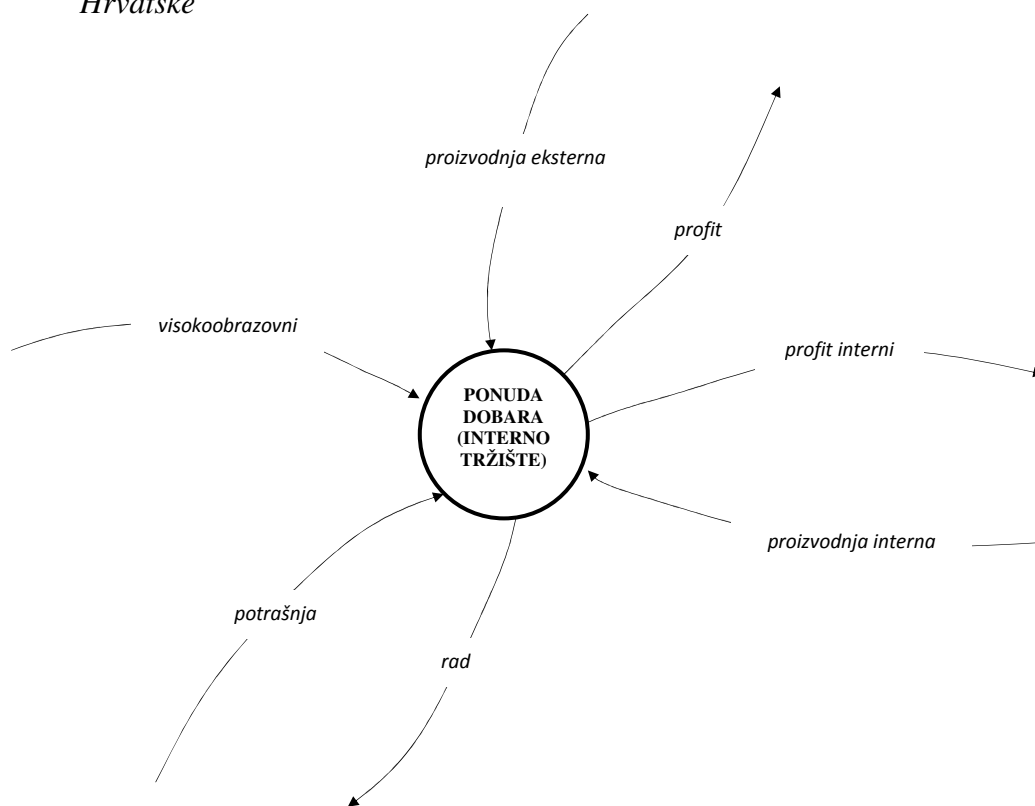 Hrvatske
proizvodnja eksterna
profit
visokoobrazovni
profit interni
PONUDA
DOBARA
(INTERNO
TRŽIŠTE)
proizvodnja interna
potrašnja
rad